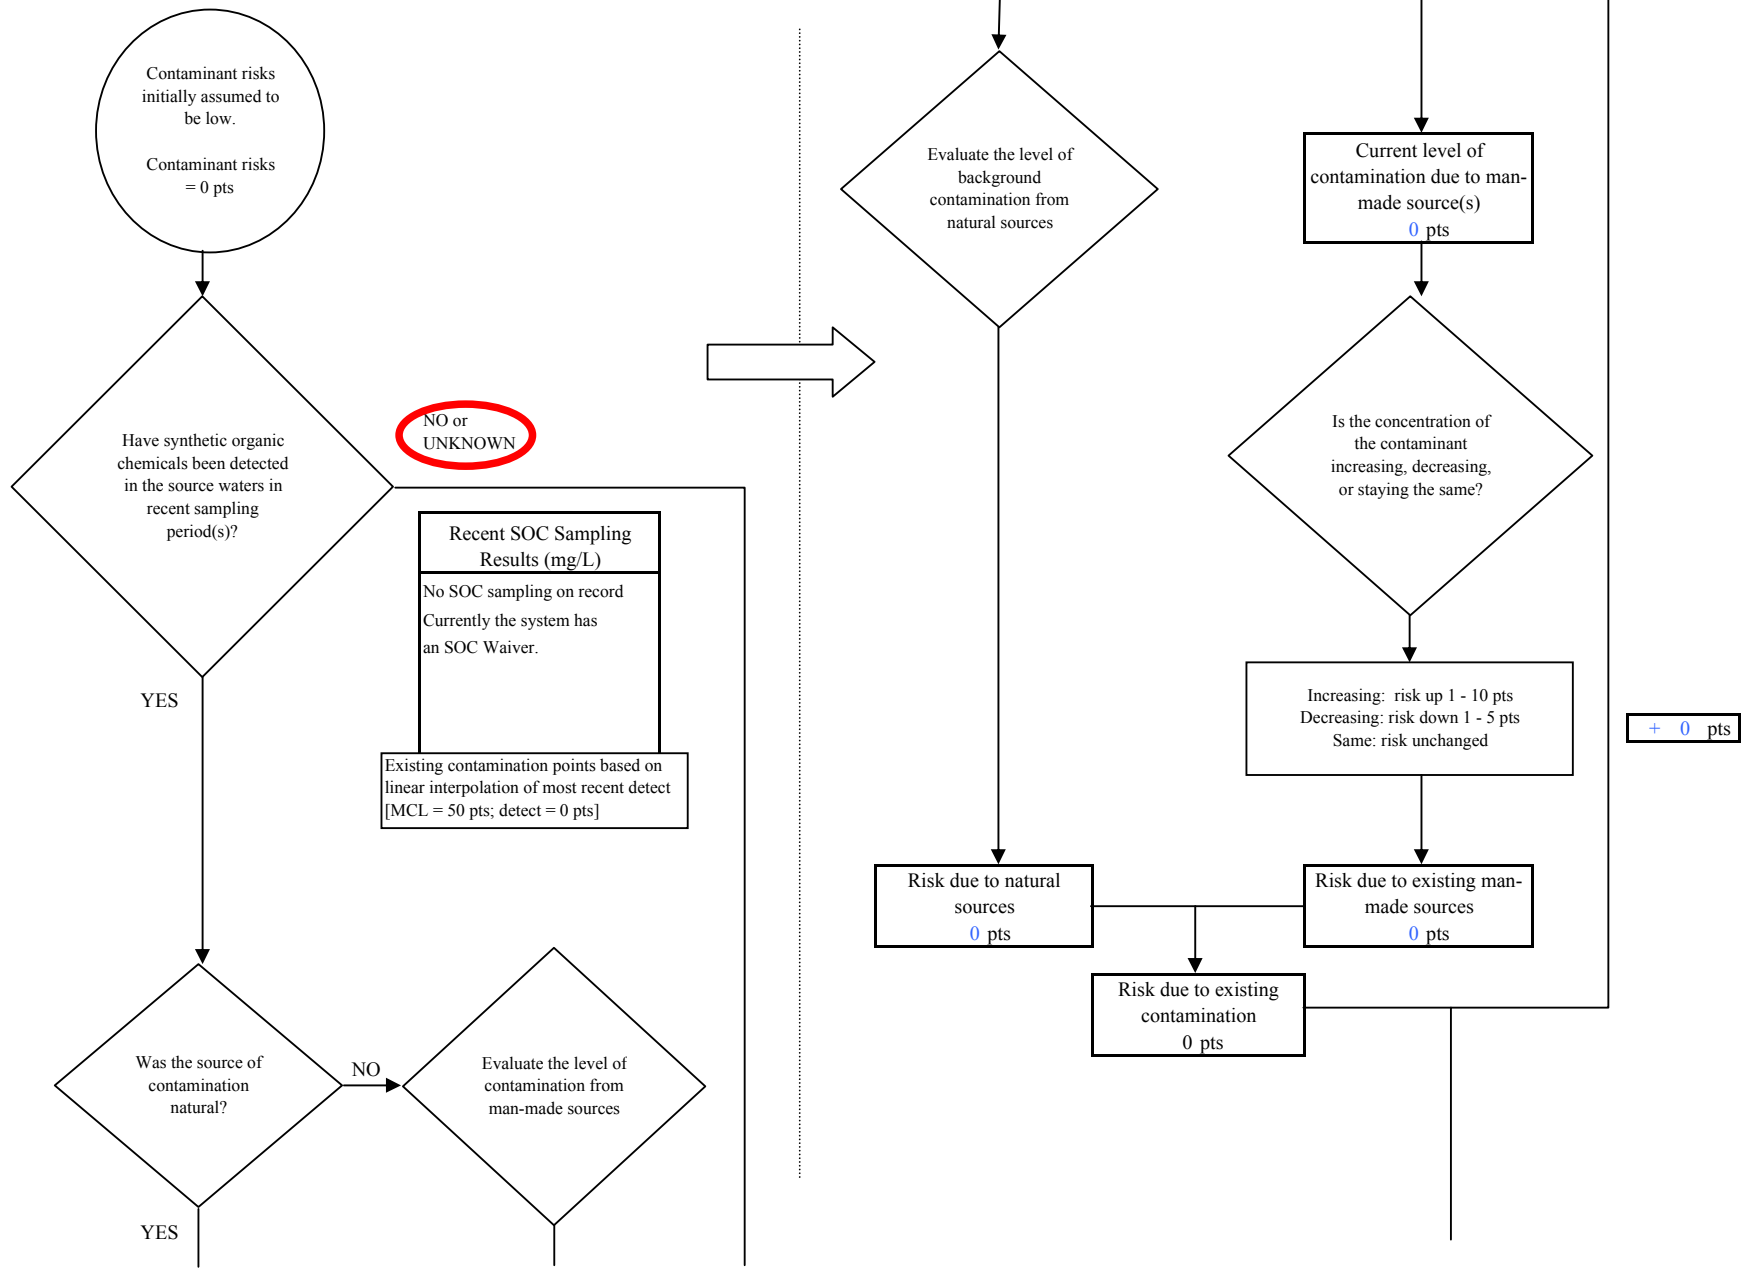 Contaminant risks
initially assumed to
be low.
Contaminant risks
= 0 pts
Have synthetic organic
chemicals been detected
in the source waters in
recent sampling
period(s)?
NO or
UNKNOWN
Recent SOC Sampling
Results (mg/L)
No SOC sampling on record
Currently the system has
an SOC Waiver.
Existing contamination points based on
linear interpolation of most recent detect
[MCL = 50 pts; detect = 0 pts]
YES
Was the source of
contamination
natural?
NO
Evaluate the level of
contamination from
man-made sources
YES
Evaluate the level of
background
contamination from
natural sources
Current level of
contamination due to man-
made source(s)
0 pts
Is the concentration of
the contaminant
increasing, decreasing,
or staying the same?
Increasing: risk up 1 - 10 pts
Decreasing: risk down 1 - 5 pts
Same: risk unchanged
+ 0 pts
Risk due to natural
sources
0 pts
Risk due to existing man-
made sources
0 pts
Risk due to existing
contamination
0 pts